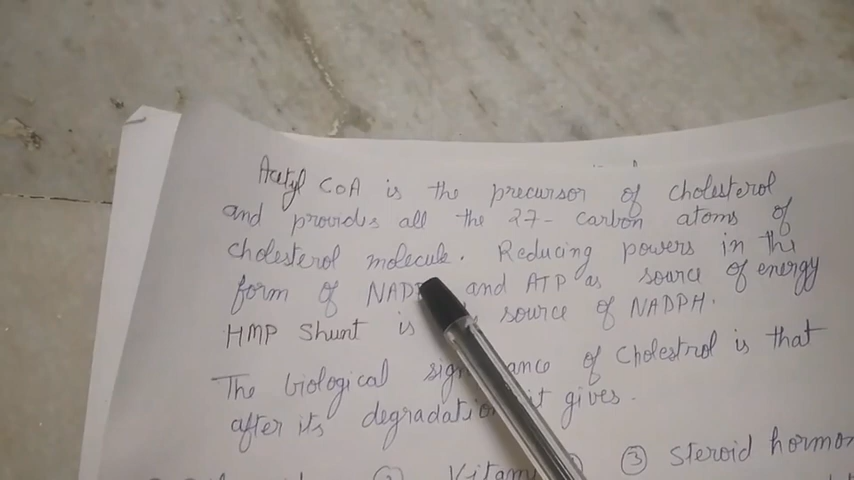 Acetyl CoA is the precursor of cholesterol
and provides all the 27- carbon atoms of
cholesterol molecule. Reducing powers in the
form of and ATP as source of energy
HMP Shunt is source of NADPH.
The biological of Cholestrol is that
after its it gives.
③ Steroid